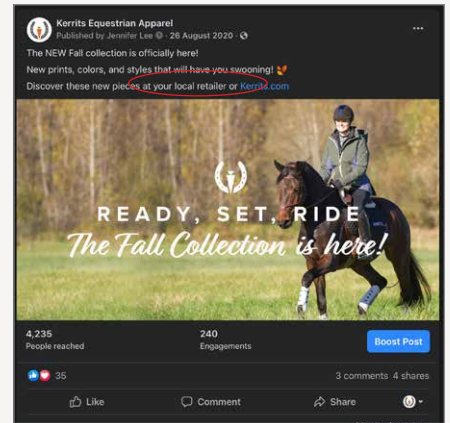 Kerrits Equestrian Apparel
Published by Jennifer Lee · 26 August 2020 ·
The NEW Fall collection is officially here!
New prints, colors, and styles that will have you swooning!
Discover these new pieces at your local retailer or Kerrits.com
READY, SET, RIDE
The Fall Collection is here!
4,235
People reached
240
Engagements
Boost Post
35
3 comments 4 shares
Like
Comment
Share